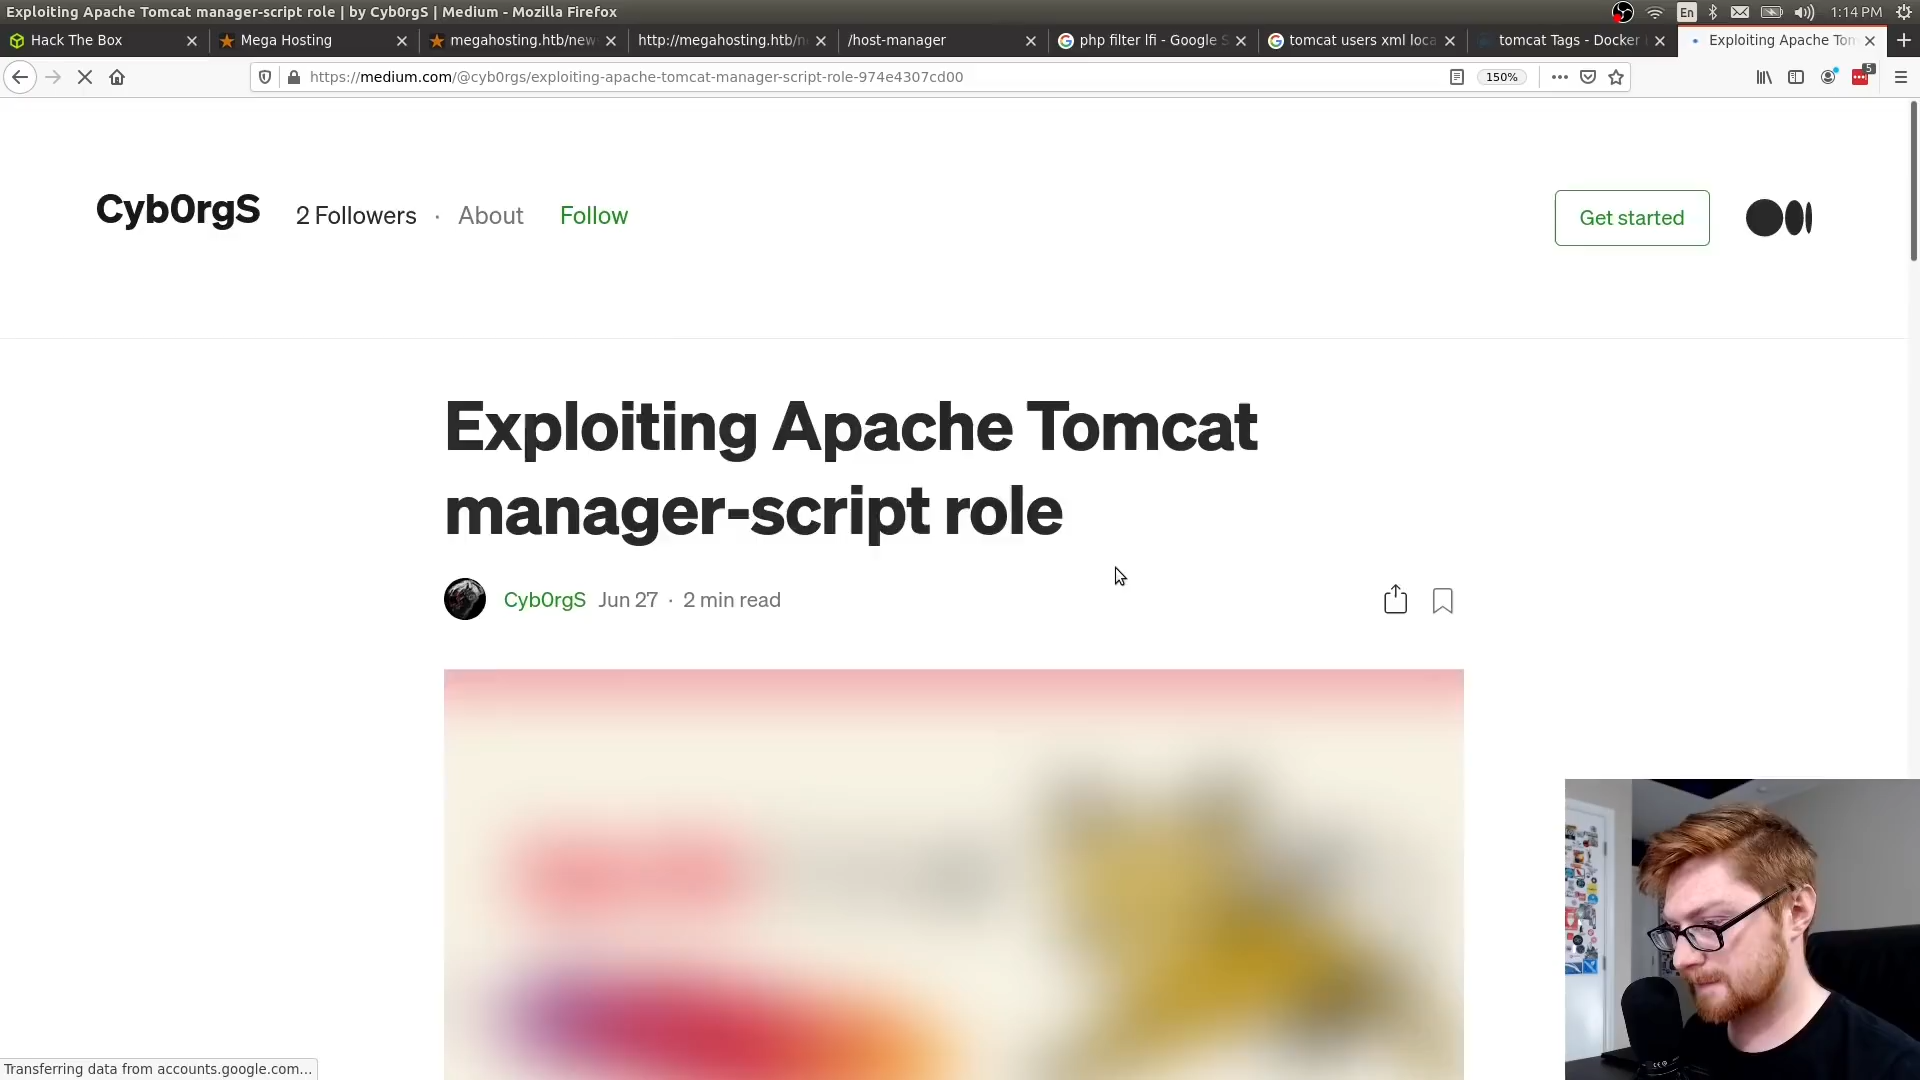 Exploiting Apache Tomcat manager-script role | by Cyb0rgS | Medium - Mozilla Firefox
En
1:14 PM
Hack The Box
Mega Hosting
megahosting.htb/new
http://megahosting.htb/n
/host-manager
php filter lfi - Google S
tomcat users xml loca
tomcat Tags - Docker
Exploiting Apache Tom
https://medium.com/@cyb0rgs/exploiting-apache-tomcat-manager-script-role-974e4307cd00
150%
5
Cyb0rgS
2 Followers · About
Follow
Get started
Exploiting Apache Tomcat
manager-script role
Cyb0rgS Jun 27 · 2 min read
Transferring data from accounts.google.com...